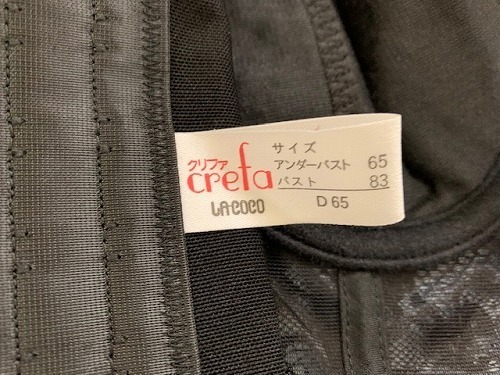 クリファ
crefa
LACOCO
サイズ
アンダーバスト 65
バスト 83
D 65